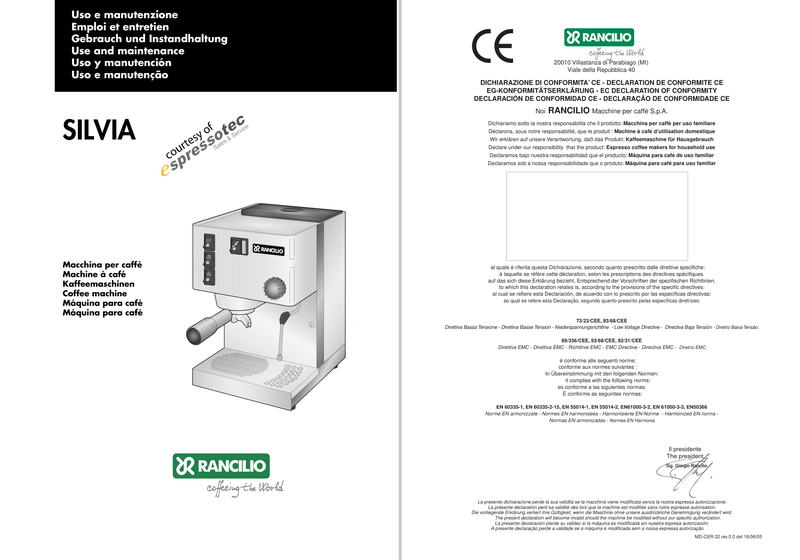 Uso e manutenzione
Emploi et entretien
Gebrauch und Instandhaltung
Use and maintenance
Uso y manutención
Uso e manutenção
SILVIA
courtesy of
espressotec
Sales & Service
RANCILIO
Macchina per caffè
Machine à café
Kaffeemaschinen
Coffee machine
Máquina para café
Máquina para café
RANCILIO
coffeeing the World
CE
RANCILIO
coffeeing the World
20010 Villastanza di Parabiago (MI)
Viale della Repubblica 40
DICHIARAZIONE DI CONFORMITA' CE - DECLARATION DE CONFORMITE CE
EG-KONFORMITÄTSERKLÄRUNG - EC DECLARATION OF CONFORMITY
DECLARACIÓN DE CONFORMIDAD CE - DECLARAÇÃO DE CONFORMIDADE CE
Noi RANCILIO Macchine per caffè S.p.A.
Dichiariamo sotto la nostra responsabilità che il prodotto: Macchina per caffè per uso familiare
Déclarons, sous notre responsabilité, que le produit : Machine à café d'utilisation domestique
Wir erklären auf unsere Verantwortung, daß das Produkt: Kaffeemaschine für Hausgebrauch
Declare under our responsibility that the product: Espresso coffee makers for household use
Declaramos bajo nuestra responsabilidad que el producto: Máquina para café de uso familiar
Declaramos sob a nossa responsabilidade que o produto: Máquina para café para uso familiar
al quale è riferita questa Dichiarazione, secondo quanto prescritto dalle direttive specifiche:
à laquelle se réfère cette déclaration, selon les prescriptions des directives spécifiques.
auf das sich diese Erklärung bezieht, Entsprechend der Vorschriften der spezifischen Richtlinien.
to which this declaration relates is, according to the provisions of the specific directives:
al cual se refiere esta Declaración, de acuerdo con lo prescrito por las específicas directivas:
ao qual se refere esta Declaração, segundo quanto prescrito pelas específicas diretrizes:
73/23/CEE, 93/68/CEE
Direttiva Bassa Tensione - Directive Basse Tension - Niederspannungsrichtline - Low Voltage Directive - Directiva Baja Tensión - Diretriz Baixa Tensão:
89/336/CEE, 93/68/CEE, 92/31/CEE
Direttiva EMC - Direttiva EMC - Richtlinie EMC - EMC Directive - Directiva EMC - Diretriz EMC
è conforme alle seguenti norme:
conforme aux normes suivantes :
In Übereinstimmung mit den folgenden Normen:
it complies with the following norms:
es conforme a las siguientes normas:
É conforme as seguintes normas:
EN 60335-1, EN 60335-2-15, EN 55014-1, EN 55014-2, EN61000-3-2, EN 61000-3-3, EN50366
Norme EN armonizzate - Normes EN harmonisees - Harmonisierte EN-Norme - Harmonized EN norms -
Normas EN armonizadas - Normes EN Harmonia
Il presidente
The president
Sig. Giorgio Rancilio
La presente dichiarazione perde la sua validità se la macchina viene modificata senza la nostra espressa autorizzazione.
La présente déclaration perd sa validité dès lors que la machine est modifiée sans notre expresse autorisation.
Die vorliegende Erklärung verliert ihre Gültigkeit, wenn die Maschine ohne unsere ausdrückliche Genehmigung verändert wird.
The present declaration will become invalid should the machine be modified without our specific authorization.
La presente declaración pierde su validez si la máquina es modificada sin nuestra expresa autorización.
A presente declaração perde a validade se a máquina é modificada sem a nossa expressa autorização.
MD-CER.02 rev.0.0 del 16/06/05